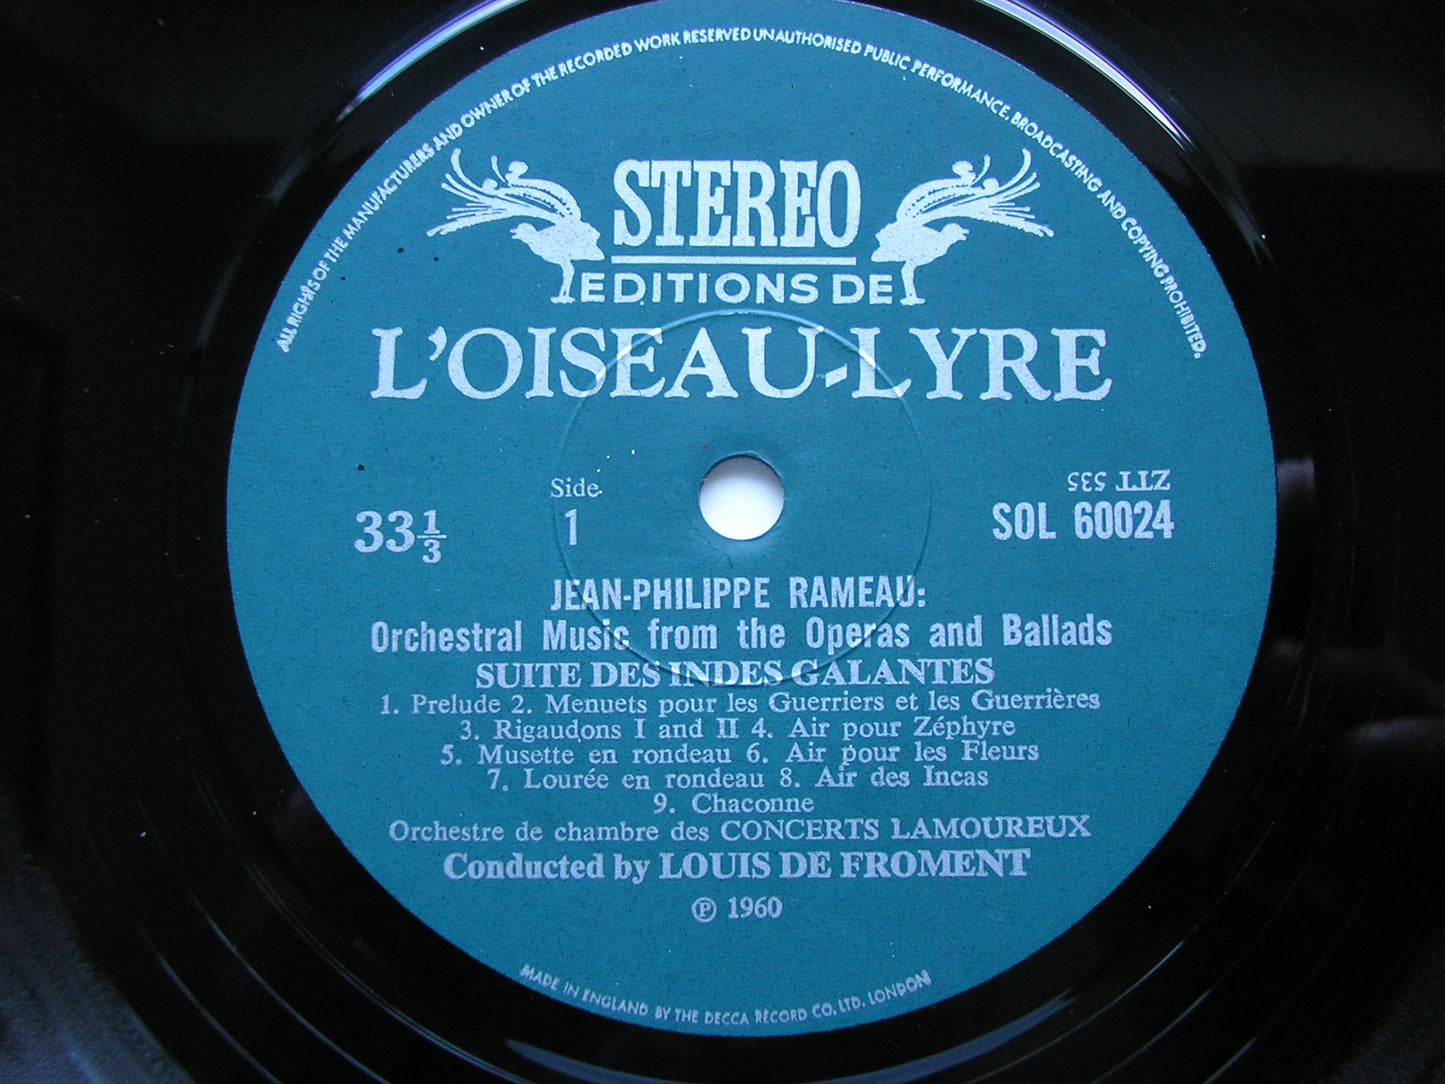 ALL RIGHTS OF THE MANUFACTURERS AND OWNER OF THE RECORDED WORK RESERVED UNAUTHORISED PUBLIC PERFORMANCE, BROADCASTING AND COPYING PROHIBITED.
STEREO
EDITIONS DE
L'OISEAU-LYRE
Side
1
33 1/3
ZTT 535
SOL 60024
JEAN-PHILIPPE RAMEAU:
Orchestral Music from the Operas and Ballads
SUITE DES INDES GALANTES
1. Prelude 2. Menuets pour les Guerriers et les Guerrières
3. Rigaudons I and II 4. Air pour Zéphyre
5. Musette en rondeau 6. Air pour les Fleurs
7. Lourée en rondeau 8. Air des Incas
9. Chaconne
Orchestre de chambre des CONCERTS LAMOUREUX
Conducted by LOUIS DE FROMENT
℗ 1960
MADE IN ENGLAND BY THE DECCA RECORD CO. LTD. LONDON